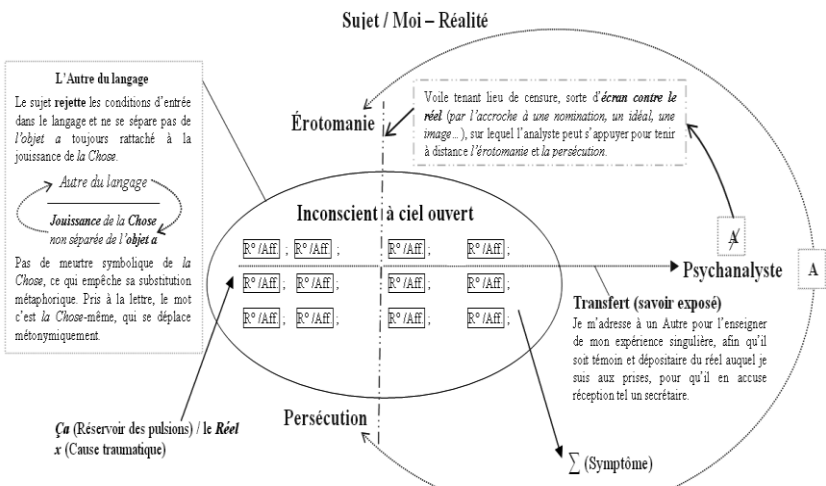 Sujet / Moi – Réalité
L'Autre du langage
Le sujet rejette les conditions d'entrée
dans le langage et ne se sépare pas de
l'objet a toujours rattaché à la
jouissance de la Chose.
Autre du langage
Jouissance de la Chose
non séparée de l'objet a
Pas de meurtre symbolique de la
Chose, ce qui empêche sa substitution
métaphorique. Pris à la lettre, le mot
c'est la Chose-même, qui se déplace
métonymiquement.
Érotomanie
Voile tenant lieu de censure, sorte d'écran contre le
réel (par l'accroche à une nomination, un idéal, une
image...), sur lequel l'analyste peut s'appuyer pour tenir
à distance l'érotomanie et la persécution.
Inconscient à ciel ouvert
R° /Aff ; R° /Aff ; R° /Aff ; R° /Aff ;
R° /Aff ; R° /Aff ; R° /Aff ; R° /Aff ;
R° /Aff ; R° /Aff ; R° /Aff ; R° /Aff ;
A̸
Psychanalyste
A
Transfert (savoir exposé)
Je m'adresse à un Autre pour l'enseigner
de mon expérience singulière, afin qu'il
soit témoin et dépositaire du réel auquel je
suis aux prises, pour qu'il en accuse
réception tel un secrétaire.
Persécution
Ça (Réservoir des pulsions) / le Réel
x (Cause traumatique)
∑ (Symptôme)